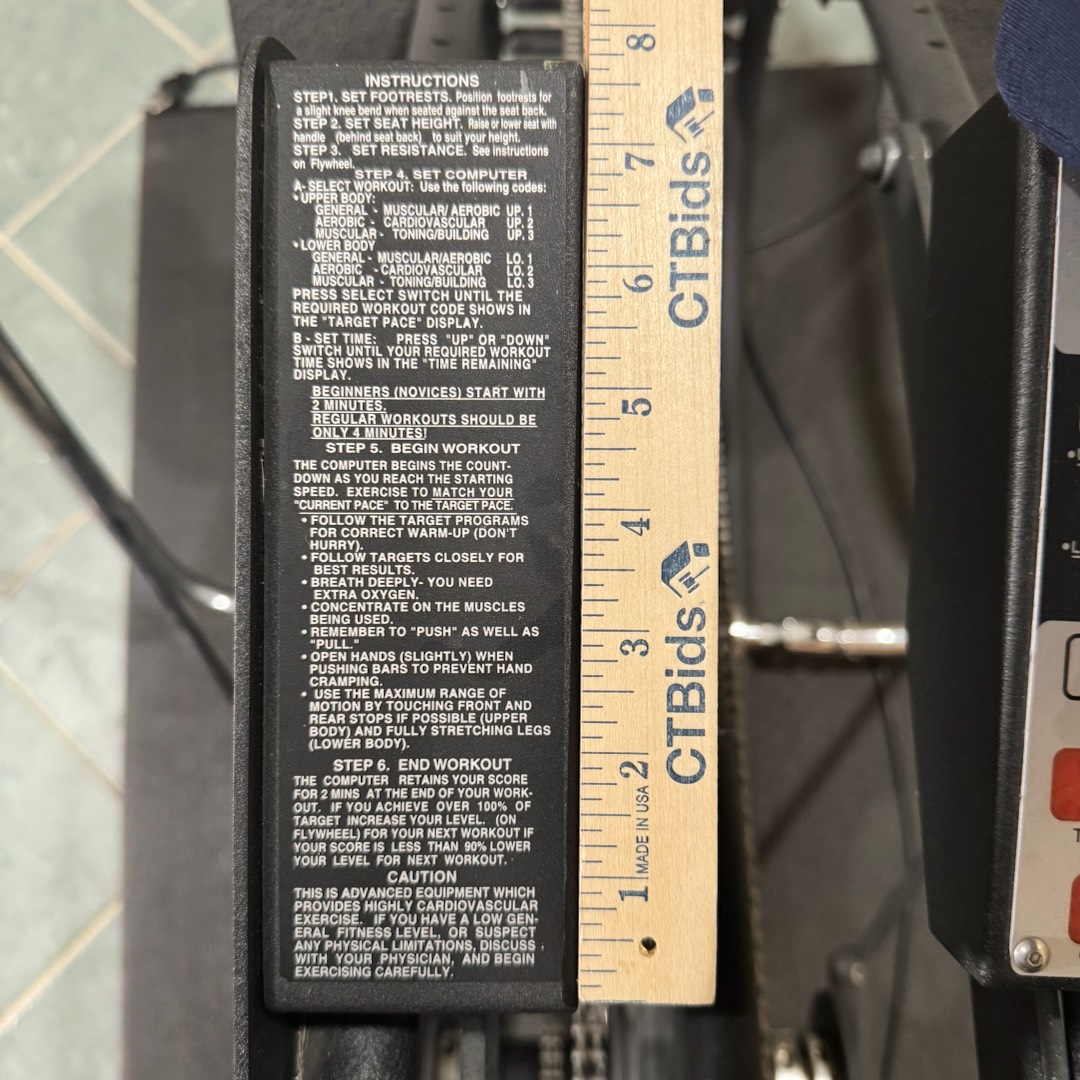 INSTRUCTIONS
STEP1. SET FOOTRESTS. Position footrests for
a slight knee bend when seated against the seat back.
STEP 2. SET SEAT HEIGHT. Raise or lower seat with
handle (behind seat back) to suit your height.
STEP 3. SET RESISTANCE. See instructions
on Flywheel.
STEP 4. SET COMPUTER
A- SELECT WORKOUT: Use the following codes:
• UPPER BODY:
GENERAL - MUSCULAR/ AEROBIC UP. 1
AEROBIC - CARDIOVASCULAR UP. 2
MUSCULAR - TONING/BUILDING UP. 3
• LOWER BODY
GENERAL - MUSCULAR/AEROBIC LO. 1
AEROBIC - CARDIOVASCULAR LO. 2
MUSCULAR - TONING/BUILDING LO. 3
PRESS SELECT SWITCH UNTIL THE
REQUIRED WORKOUT CODE SHOWS IN
THE "TARGET PACE" DISPLAY.
B - SET TIME: PRESS "UP" OR "DOWN"
SWITCH UNTIL YOUR REQUIRED WORKOUT
TIME SHOWS IN THE "TIME REMAINING"
DISPLAY.
BEGINNERS (NOVICES) START WITH
2 MINUTES.
REGULAR WORKOUTS SHOULD BE
ONLY 4 MINUTES!
STEP 5. BEGIN WORKOUT
THE COMPUTER BEGINS THE COUNT-
DOWN AS YOU REACH THE STARTING
SPEED. EXERCISE TO MATCH YOUR
"CURRENT PACE" TO THE TARGET PACE.
• FOLLOW THE TARGET PROGRAMS
FOR CORRECT WARM-UP (DON'T
HURRY).
• FOLLOW TARGETS CLOSELY FOR
BEST RESULTS.
• BREATH DEEPLY- YOU NEED
EXTRA OXYGEN.
• CONCENTRATE ON THE MUSCLES
BEING USED.
• REMEMBER TO "PUSH" AS WELL AS
"PULL."
• OPEN HANDS (SLIGHTLY) WHEN
PUSHING BARS TO PREVENT HAND
CRAMPING.
• USE THE MAXIMUM RANGE OF
MOTION BY TOUCHING FRONT AND
REAR STOPS IF POSSIBLE (UPPER
BODY) AND FULLY STRETCHING LEGS
(LOWER BODY).
STEP 6. END WORKOUT
THE COMPUTER RETAINS YOUR SCORE
FOR 2 MINS AT THE END OF YOUR WORK-
OUT. IF YOU ACHIEVE OVER 100% OF
TARGET INCREASE YOUR LEVEL. (ON
FLYWHEEL) FOR YOUR NEXT WORKOUT IF
YOUR SCORE IS LESS THAN 90% LOWER
YOUR LEVEL FOR NEXT WORKOUT.
CAUTION
THIS IS ADVANCED EQUIPMENT WHICH
PROVIDES HIGHLY CARDIOVASCULAR
EXERCISE. IF YOU HAVE A LOW GEN-
ERAL FITNESS LEVEL, OR SUSPECT
ANY PHYSICAL LIMITATIONS, DISCUSS
WITH YOUR PHYSICIAN, AND BEGIN
EXERCISING CAREFULLY.
1 MADE IN USA 2 3 4 5 6 7 8
CTBids CTBids